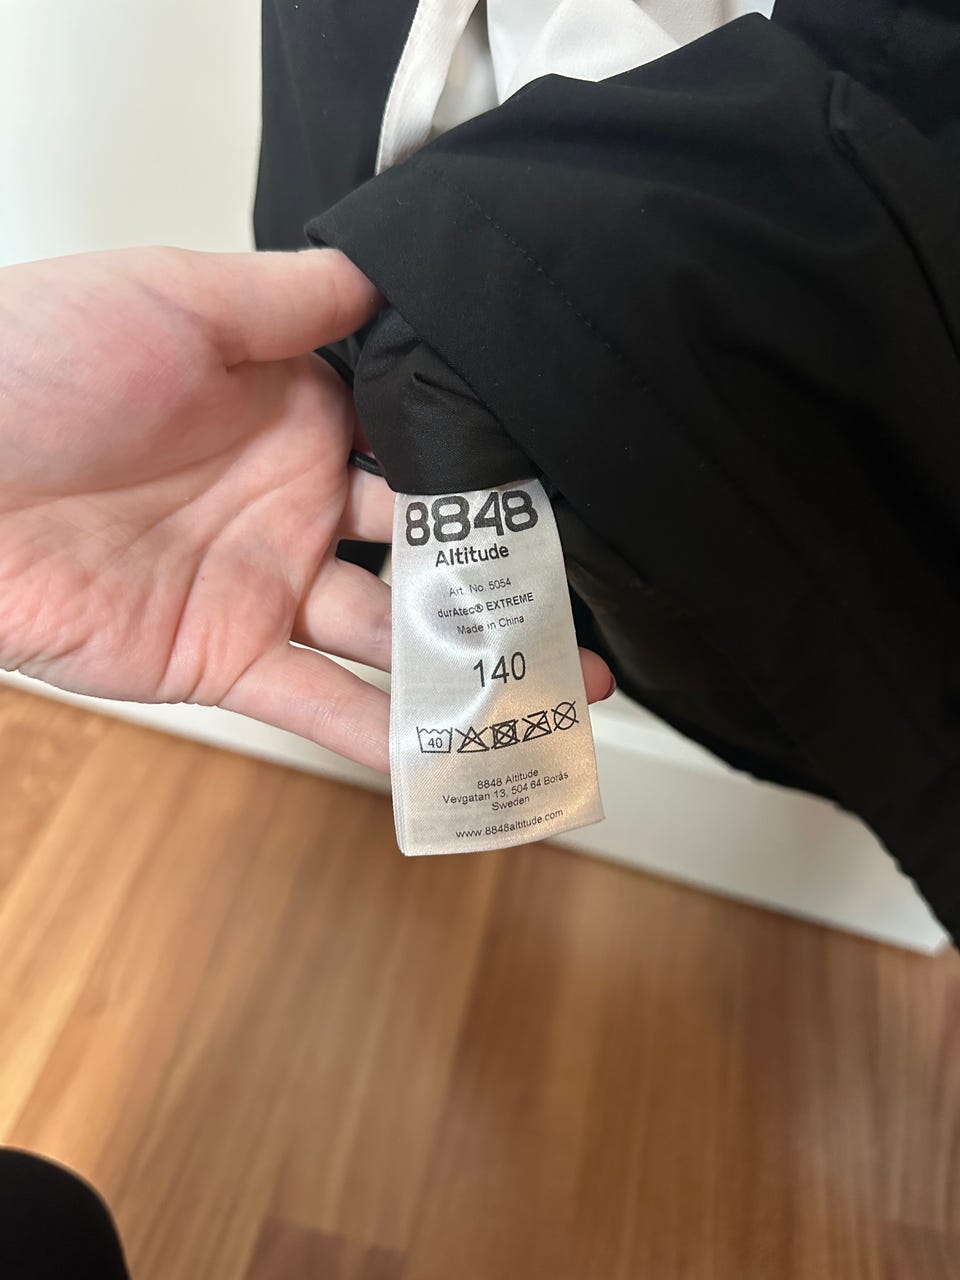 8848
Altitude
Art. No. 5054
durAtec® EXTREME
Made in China
140
40
8848 Altitude
Vevgatan 13, 504 64 Borås
Sweden
www.8848altitude.com